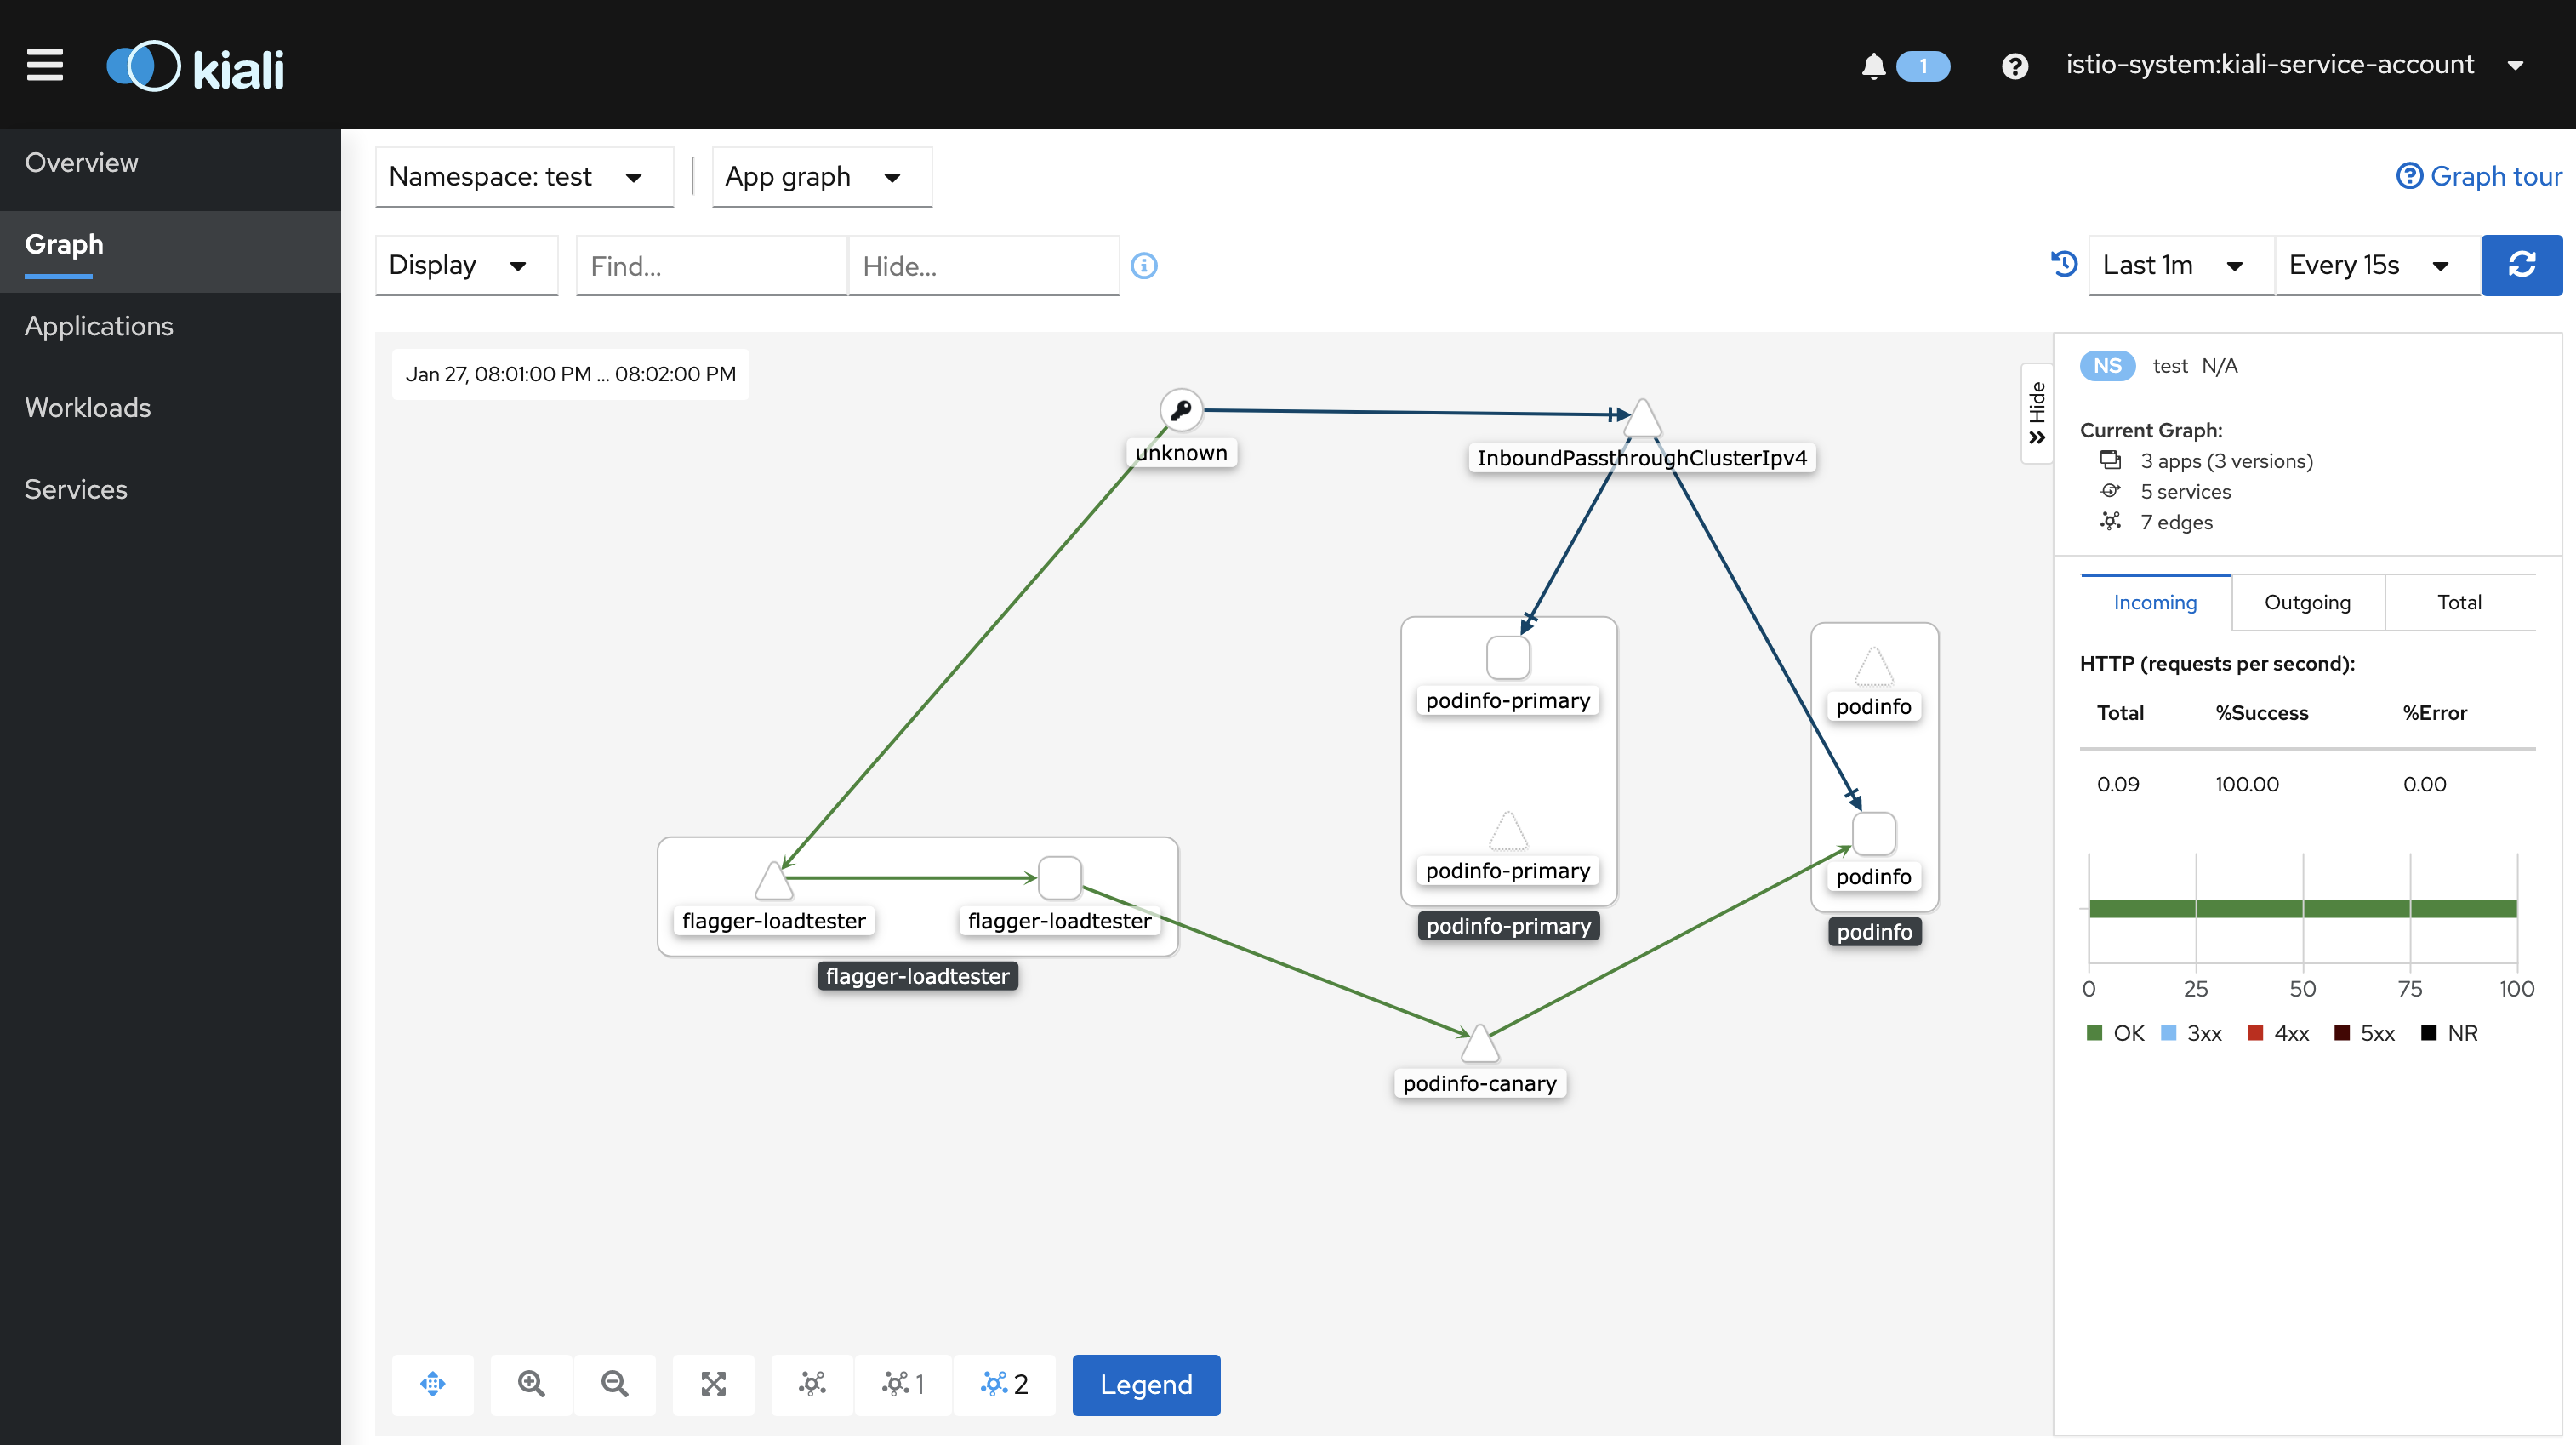 kiali
1
istio-system:kiali-service-account
Overview
Graph
Applications
Workloads
Services
Namespace: test
App graph
Graph tour
Display
Find...
Hide...
Last 1m
Every 15s
Jan 27, 08:01:00 PM ... 08:02:00 PM
unknown
InboundPassthroughClusterIpv4
podinfo-primary
podinfo
podinfo-primary
podinfo
podinfo-primary
podinfo
flagger-loadtester
flagger-loadtester
flagger-loadtester
podinfo-canary
1
2
Legend
Hide
NS test N/A
Current Graph:
3 apps (3 versions)
5 services
7 edges
Incoming
Outgoing
Total
HTTP (requests per second):
Total %Success %Error
0.09 100.00 0.00
0 25 50 75 100
OK 3xx 4xx 5xx NR